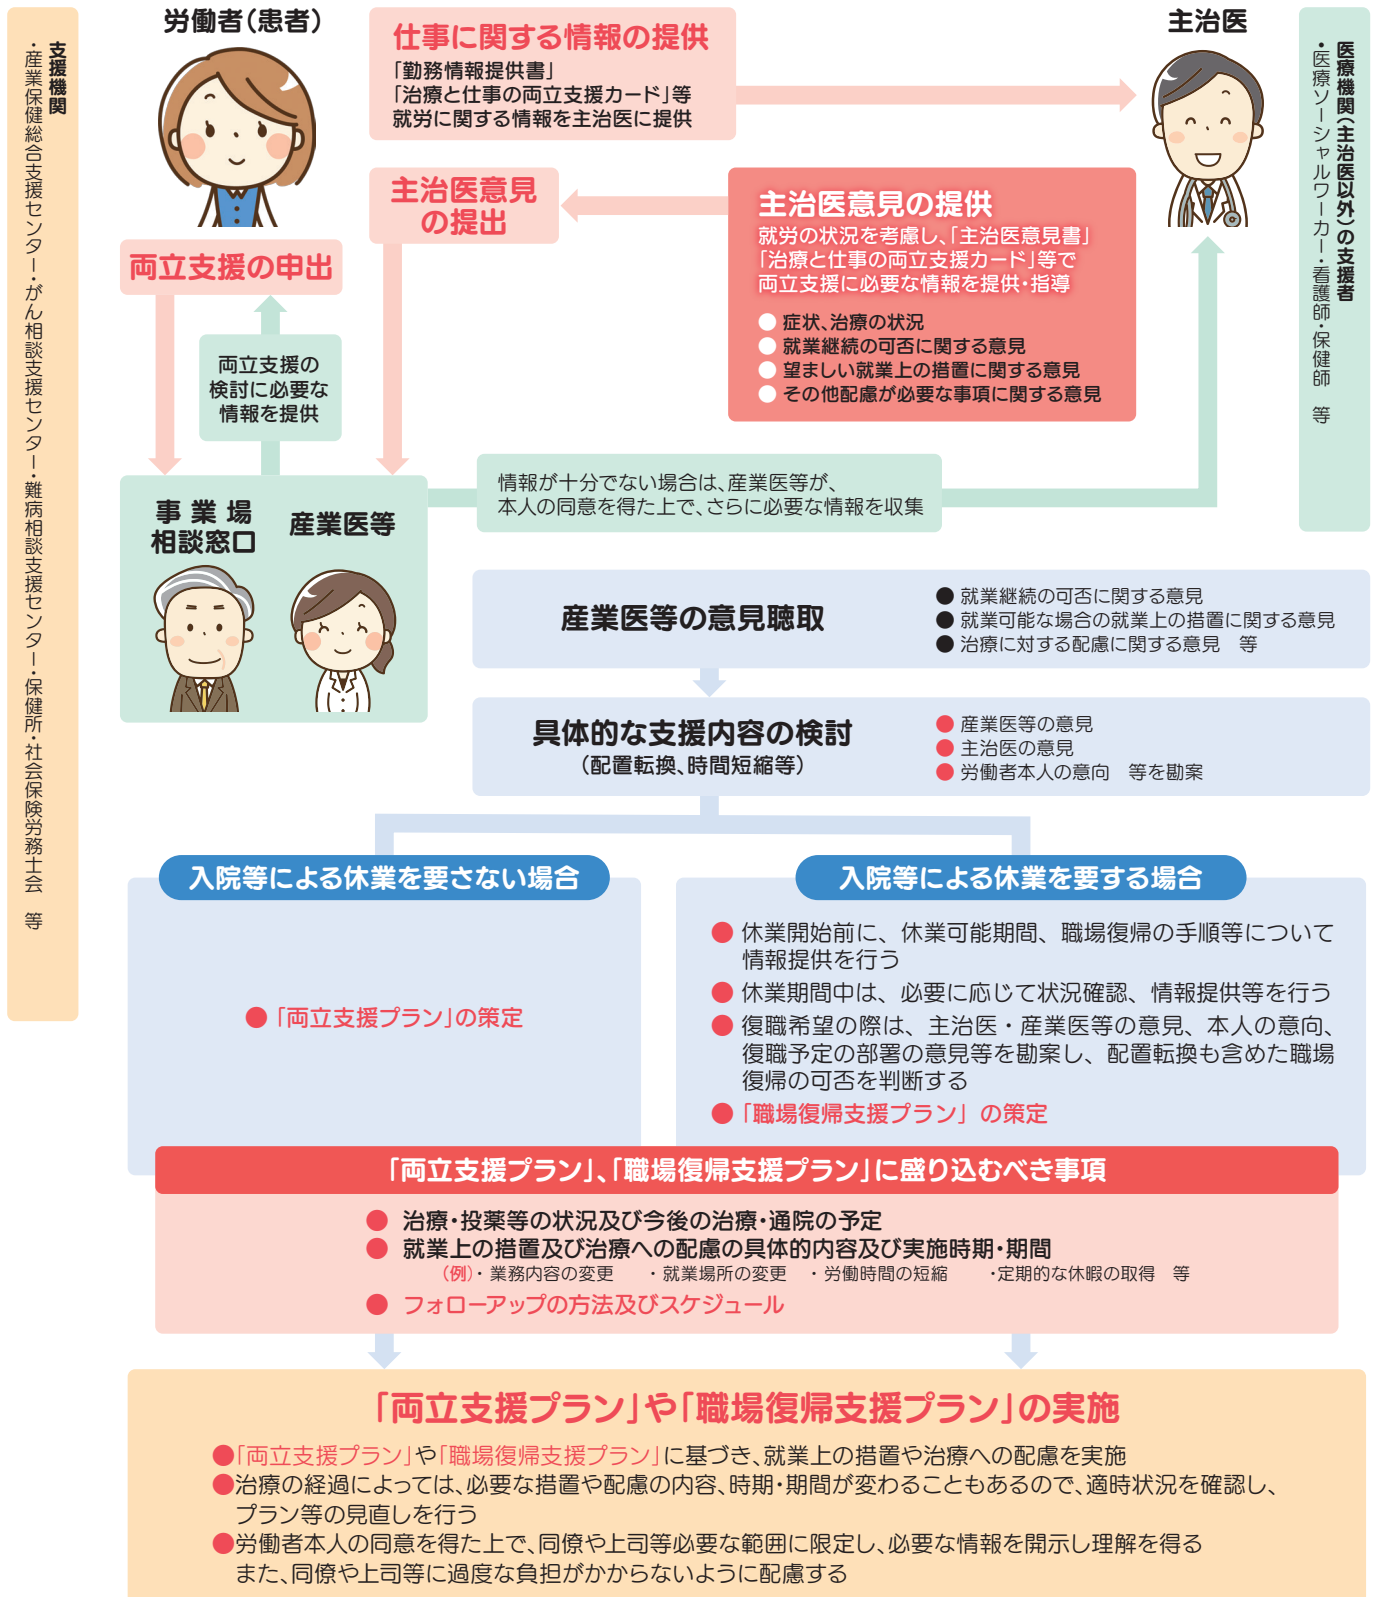 支援機関
・産業保健総合支援センター・がん相談支援センター・難病相談支援センター・保健所・社会保険労務士会　等
労働者（患者）
仕事に関する情報の提供
「勤務情報提供書」
「治療と仕事の両立支援カード」等
就労に関する情報を主治医に提供
主治医
医療機関（主治医以外）の支援者
・医療ソーシャルワーカー・看護師・保健師　等
主治医意見
の提出
主治医意見の提供
就労の状況を考慮し、「主治医意見書」
「治療と仕事の両立支援カード」等で
両立支援に必要な情報を提供・指導
● 症状、治療の状況
● 就業継続の可否に関する意見
● 望ましい就業上の措置に関する意見
● その他配慮が必要な事項に関する意見
両立支援の申出
両立支援の
検討に必要な
情報を提供
事業場
相談窓口
産業医等
情報が十分でない場合は、産業医等が、
本人の同意を得た上で、さらに必要な情報を収集
産業医等の意見聴取
● 就業継続の可否に関する意見
● 就業可能な場合の就業上の措置に関する意見
● 治療に対する配慮に関する意見　等
具体的な支援内容の検討
（配置転換、時間短縮等）
● 産業医等の意見
● 主治医の意見
● 労働者本人の意向　等を勘案
入院等による休業を要さない場合
● 「両立支援プラン」の策定
入院等による休業を要する場合
● 休業開始前に、休業可能期間、職場復帰の手順等について
情報提供を行う
● 休業期間中は、必要に応じて状況確認、情報提供等を行う
● 復職希望の際は、主治医・産業医等の意見、本人の意向、
復職予定の部署の意見等を勘案し、配置転換も含めた職場
復帰の可否を判断する
● 「職場復帰支援プラン」の策定
「両立支援プラン」、「職場復帰支援プラン」に盛り込むべき事項
● 治療・投薬等の状況及び今後の治療・通院の予定
● 就業上の措置及び治療への配慮の具体的内容及び実施時期・期間
（例）・業務内容の変更　・就業場所の変更　・労働時間の短縮　・定期的な休暇の取得　等
● フォローアップの方法及びスケジュール
「両立支援プラン」や「職場復帰支援プラン」の実施
●「両立支援プラン」や「職場復帰支援プラン」に基づき、就業上の措置や治療への配慮を実施
●治療の経過によっては、必要な措置や配慮の内容、時期・期間が変わることもあるので、適時状況を確認し、
プラン等の見直しを行う
●労働者本人の同意を得た上で、同僚や上司等必要な範囲に限定し、必要な情報を開示し理解を得る
また、同僚や上司等に過度な負担がかからないように配慮する